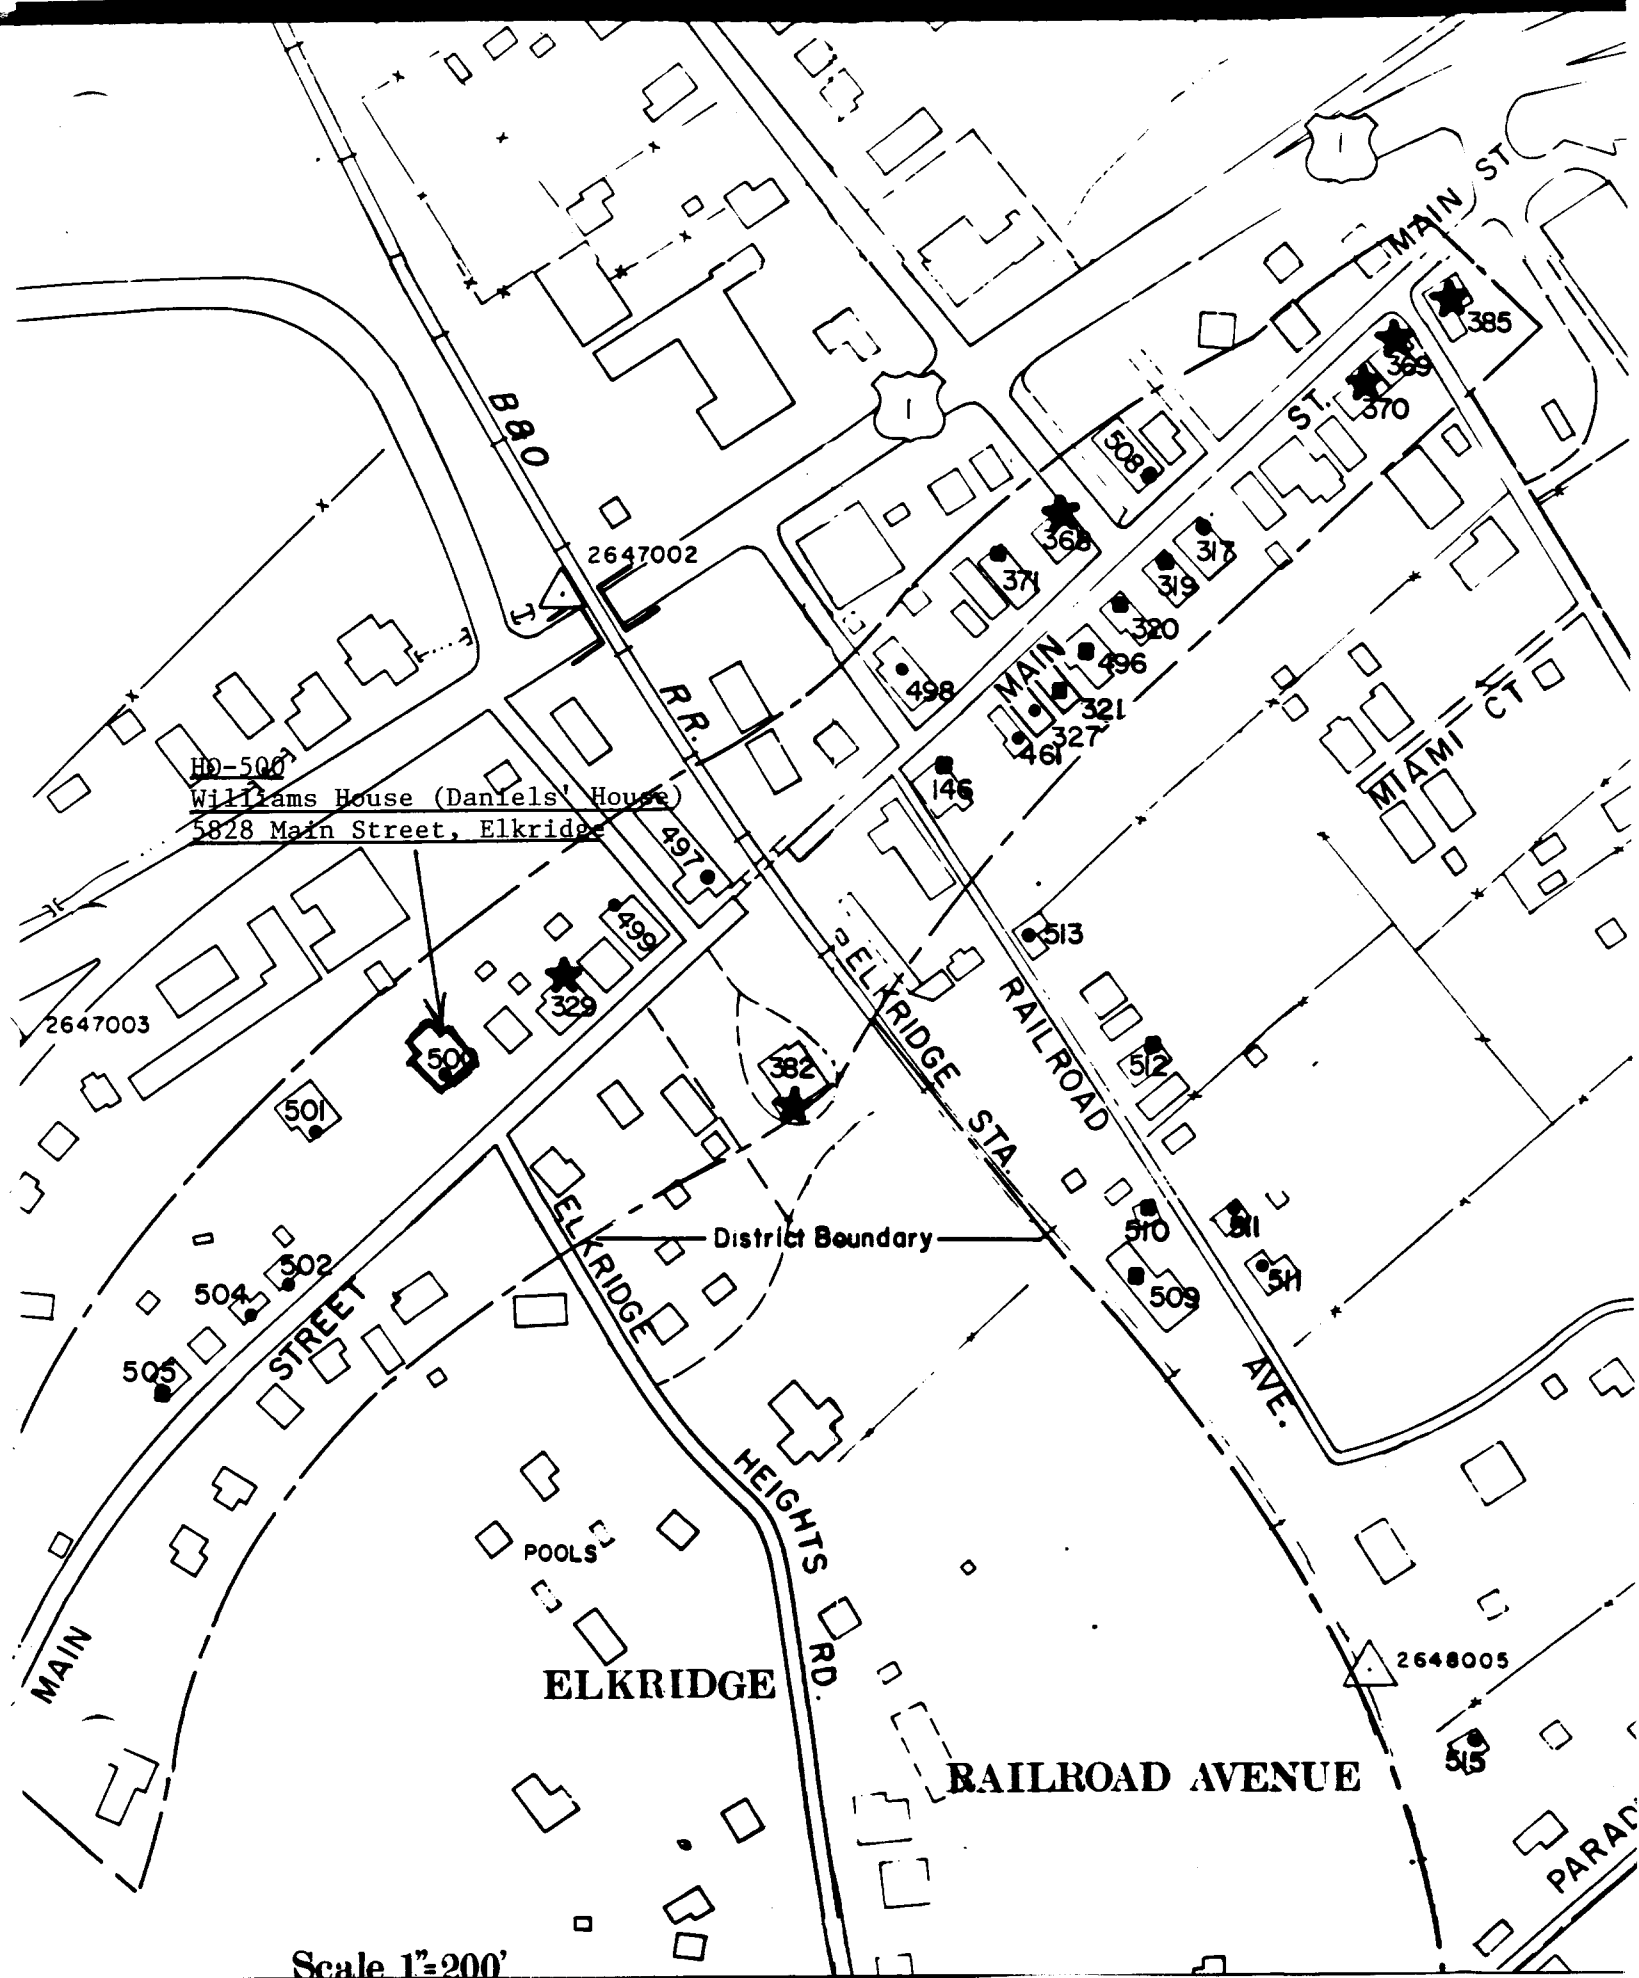 1
MAIN ST
385
369
370
ST.
B&O
1
508
368
317
2647002
371
319
320
MAIN
496
498
321
327
461
R R.
CT
MIAMI
HO-500
Williams House (Daniels' House)
5828 Main Street, Elkridge
146
497
499
513
329
ELKRIDGE STA.
RAILROAD AVE.
2647003
500
382
512
501
510
511
District Boundary
502
504
511
509
STREET
505
ELKRIDGE HEIGHTS RD.
POOLS
MAIN
ELKRIDGE
2648005
515
RAILROAD AVENUE
Scale 1"=200'